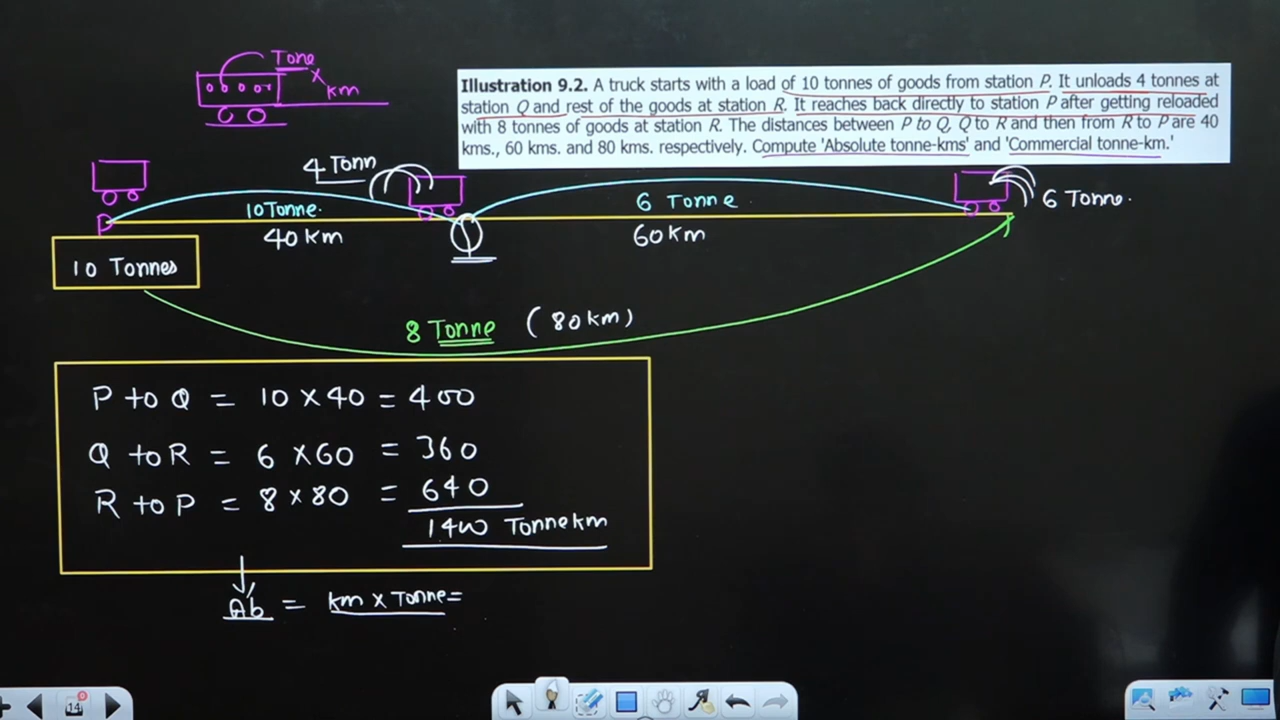 Tone
x
km
Illustration 9.2. A truck starts with a load of 10 tonnes of goods from station P. It unloads 4 tonnes at
station Q and rest of the goods at station R. It reaches back directly to station P after getting reloaded
with 8 tonnes of goods at station R. The distances between P to Q, Q to R and then from R to P are 40
kms., 60 kms. and 80 kms. respectively. Compute 'Absolute tonne-kms' and 'Commercial tonne-km.'
4 Tonn
10 Tonne.
6 Tonne
6 Tonne.
P
40 km
60 km
10 Tonnes
8 Tonne (80km)
P to Q = 10 x 40 = 400
Q to R = 6 x 60 = 360
R to P = 8 x 80 = 640
1400 Tonnekm
Ab = km x Tonne =
14